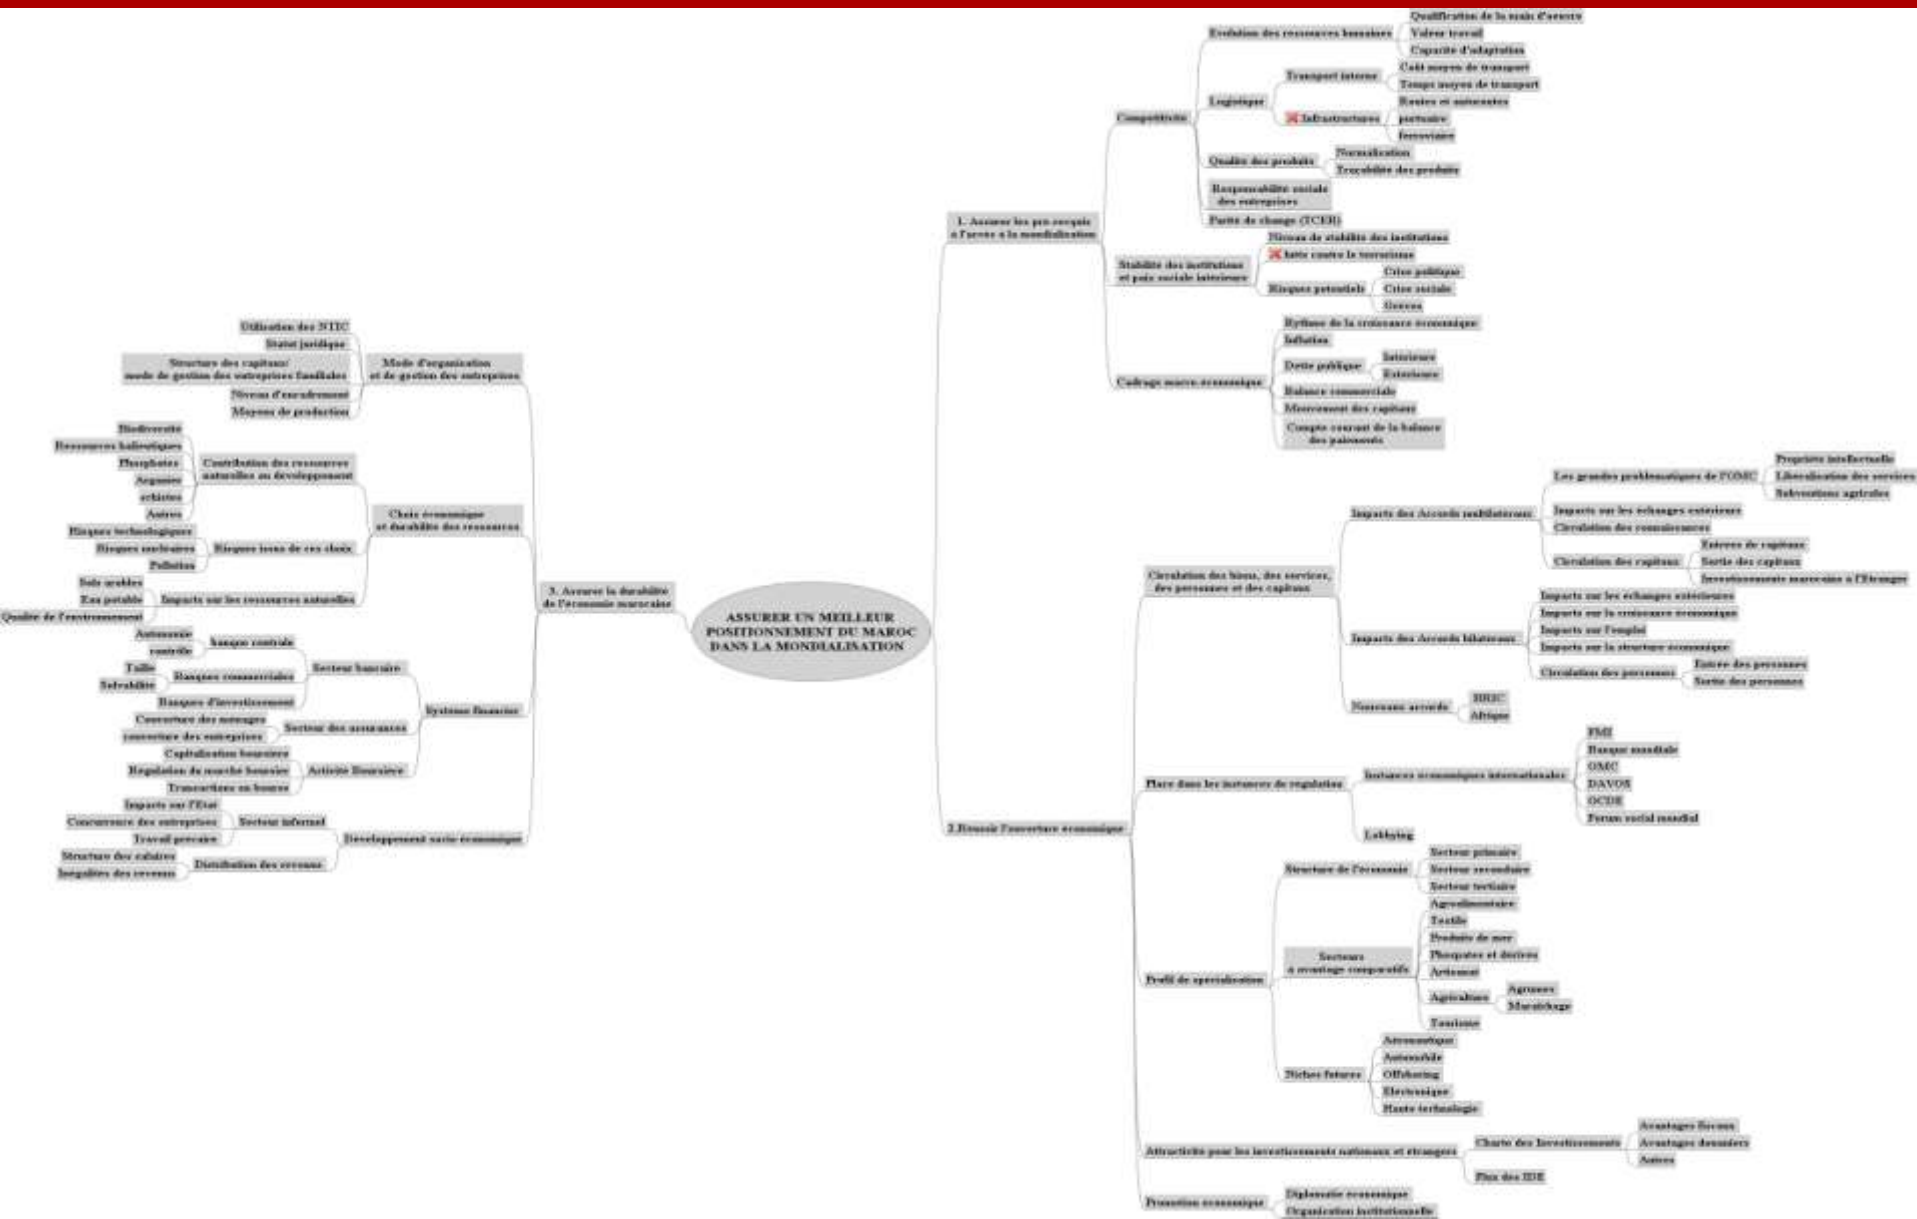 ASSURER UN MEILLEUR
POSITIONNEMENT DU MAROC
DANS LA MONDIALISATION
1. Assurer les pre-recquis
à l'acces à la mondialisation
Competitivité
Evolution des ressources humaines
Qualification de la main d'oeuvre
Valeur travail
Capacité d'adaptation
Logistique
Transport interne
Coût moyen de transport
Temps moyen de transport
Infrastructures
Routes et autoroutes
portuaire
ferroviaire
Qualité des produits
Normalisation
Traçabilité des produits
Responsabilité sociale
des entreprises
Parité de change (TCER)
Stabilité des institutions
et paix sociale intérieure
Niveau de stabilité des institutions
lutte contre le terrorisme
Risques potentiels
Crise politique
Crise sociale
Greves
Cadrage macro économique
Rythme de la croissance économique
Inflation
Dette publique
Intérieure
Extérieure
Balance commerciale
Mouvement des capitaux
Compte courant de la balance
des paiements
2.Réussir l'ouverture économique
Circulation des biens, des services,
des personnes et des capitaux
Impacts des Accords multilatéraux
Les grandes problématiques de l'OMC
Propriété intellectuelle
Libéralisation des services
Subventions agricoles
Impacts sur les échanges extérieurs
Circulation des connaissances
Circulation des capitaux
Entrées de capitaux
Sortie des capitaux
Investissements marocains à l'Etranger
Impacts des Accords bilatéraux
Impacts sur les échanges extérieures
Impacts sur la croissance économique
Impacts sur l'emploi
Impacts sur la structure économique
Circulation des personnes
Entrée des personnes
Sortie des personnes
Nouveaux accords
BRIC
Afrique
Place dans les instances de régulation
Instances économiques internationales
FMI
Banque mondiale
OMC
DAVOS
OCDE
Forum social mondial
Lobbying
Profil de spécialisation
Structure de l'économie
Secteur primaire
Secteur secondaire
Secteur tertiaire
Secteurs
à avantage comparatifs
Agroalimentaire
Textile
Produits de mer
Phospates et dérivés
Artisanat
Agriculture
Agrumes
Maraichage
Tourisme
Niches futures
Aéronautique
Automobile
Offshoring
Electronique
Haute technologie
Attractivité pour les investissements nationaux et étrangers
Charte des Investissements
Avantages fiscaux
Avantages douaniers
Autres
Flux des IDE
Promotion économique
Diplomatie économique
Organisation institutionnelle
3. Assurer la durabilité
de l'économie marocaine
Mode d'organisation
et de gestion des entreprises
Utilisation des NTIC
Statut juridique
Structure des capitaux/
mode de gestion des entreprises familiales
Niveau d'encadrement
Moyens de production
Choix économique
et durabilité des ressources
Contribution des ressources
naturelles au développement
Biodiversité
Ressources halieutiques
Phosphates
Arganier
schistes
Autres
Risques issus de ces choix
Risques technologiques
Risques nucléaires
Pollution
Impacts sur les ressources naturelles
Sols arables
Eau potable
Qualité de l'environnement
Système financier
Secteur bancaire
banque centrale
Autonomie
contrôle
Banques commerciales
Taille
Solvabilité
Banques d'investissement
Secteur des assurances
Couverture des ménages
couverture des entreprises
Activité Boursière
Capitalisation boursière
Régulation du marché boursier
Transactions en bourse
Développement socio économique
Secteur informel
Impacts sur l'Etat
Concurrence des entreprises
Travail précaire
Distribution des revenus
Structure des salaires
Inégalités des revenus